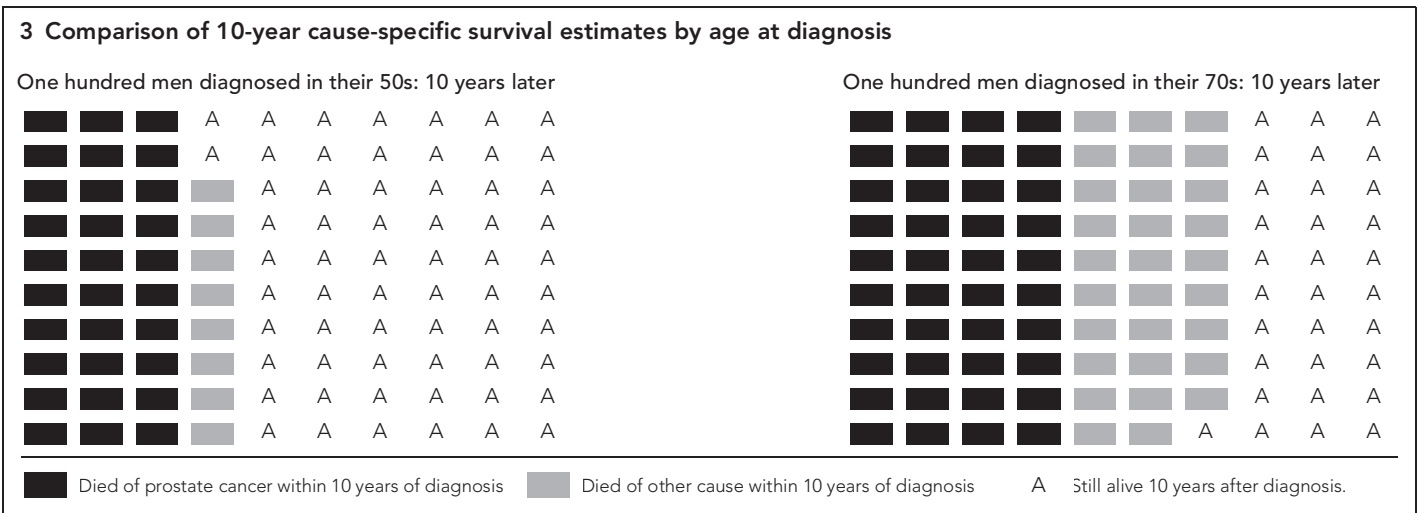 3 Comparison of 10-year cause-specific survival estimates by age at diagnosis
One hundred men diagnosed in their 50s: 10 years later
A A A A A A A
A A A A A A A
A A A A A A
A A A A A A
A A A A A A
A A A A A A
A A A A A A
A A A A A A
A A A A A A
A A A A A A
One hundred men diagnosed in their 70s: 10 years later
A A A
A A A
A A A
A A A
A A A
A A A
A A A
A A A
A A A
A A A A
Died of prostate cancer within 10 years of diagnosis
Died of other cause within 10 years of diagnosis
A Still alive 10 years after diagnosis.